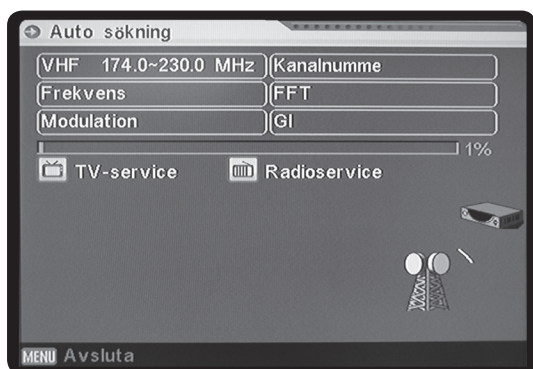 Auto sökning
VHF 174.0~230.0 MHz Kanalnumme
Frekvens FFT
Modulation GI
1%
TV-service Radioservice
MENU Avsluta